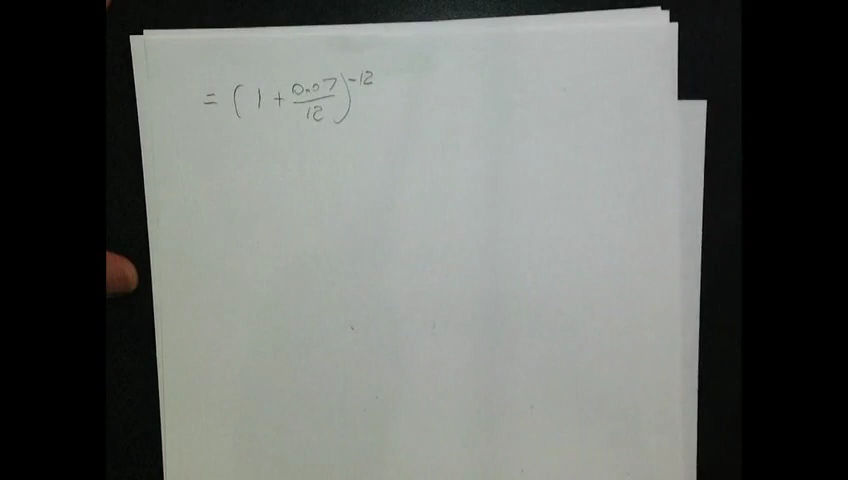 = (1 + 0.07/12)^-12